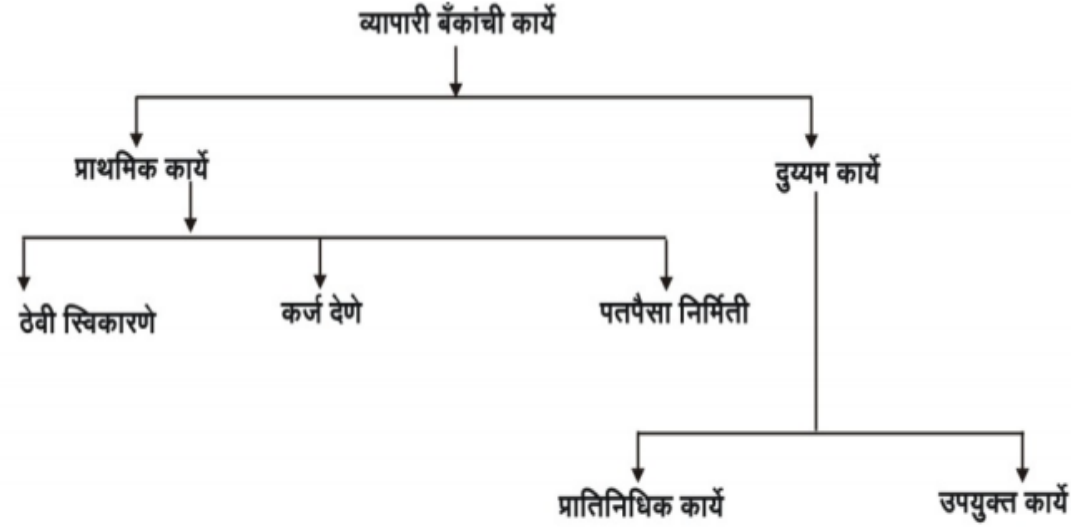 व्यापारी बँकांची कार्ये
प्राथमिक कार्ये
दुय्यम कार्ये
ठेवी स्विकारणे
कर्ज देणे
पतपैसा निर्मिती
प्रातिनिधिक कार्ये
उपयुक्त कार्ये